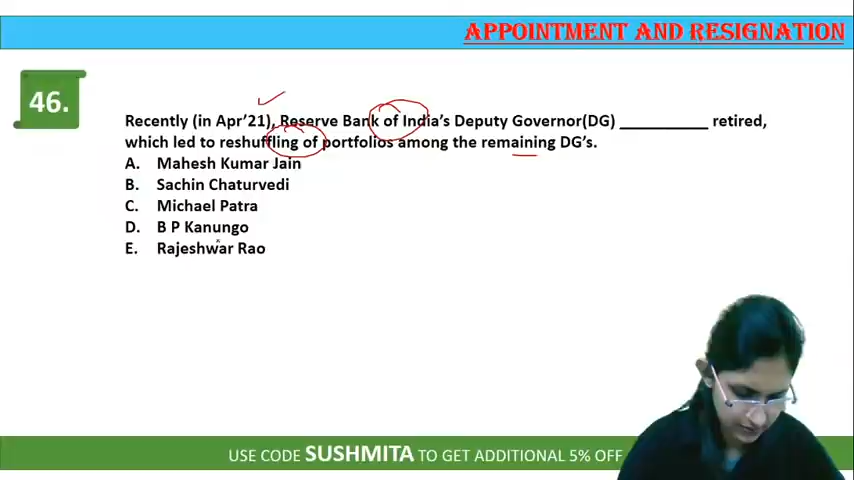 APPOINTMENT AND RESIGNATION
46.
Recently (in Apr'21), Reserve Bank of India's Deputy Governor(DG) __________ retired,
which led to reshuffling of portfolios among the remaining DG's.
A. Mahesh Kumar Jain
B. Sachin Chaturvedi
C. Michael Patra
D. B P Kanungo
E. Rajeshwar Rao
USE CODE SUSHMITA TO GET ADDITIONAL 5% OFF